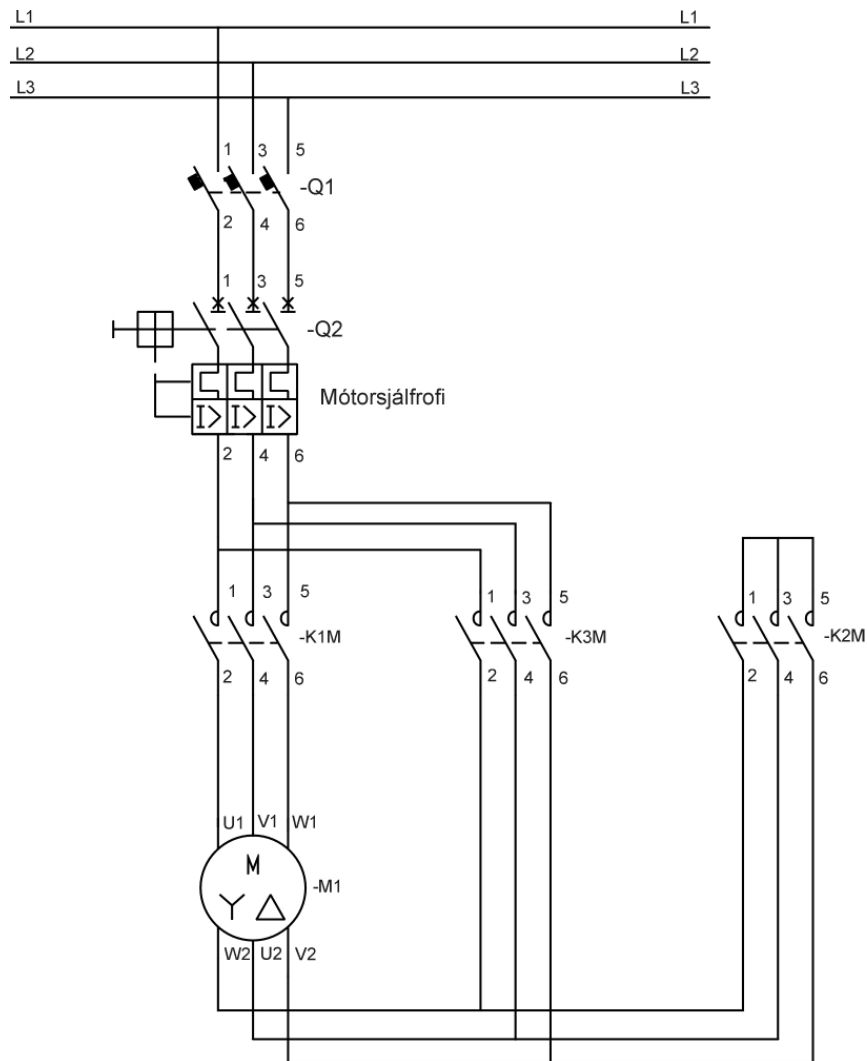 L1 L1
L2 L2
L3 L3
1 3 5
-Q1
2 4 6
1 3 5
-Q2
Mótorsjálfrofi
I> I> I>
2 4 6
1 3 5 1 3 5 1 3 5
-K1M -K3M -K2M
2 4 6 2 4 6 2 4 6
U1 V1 W1
M
-M1
W2 U2 V2